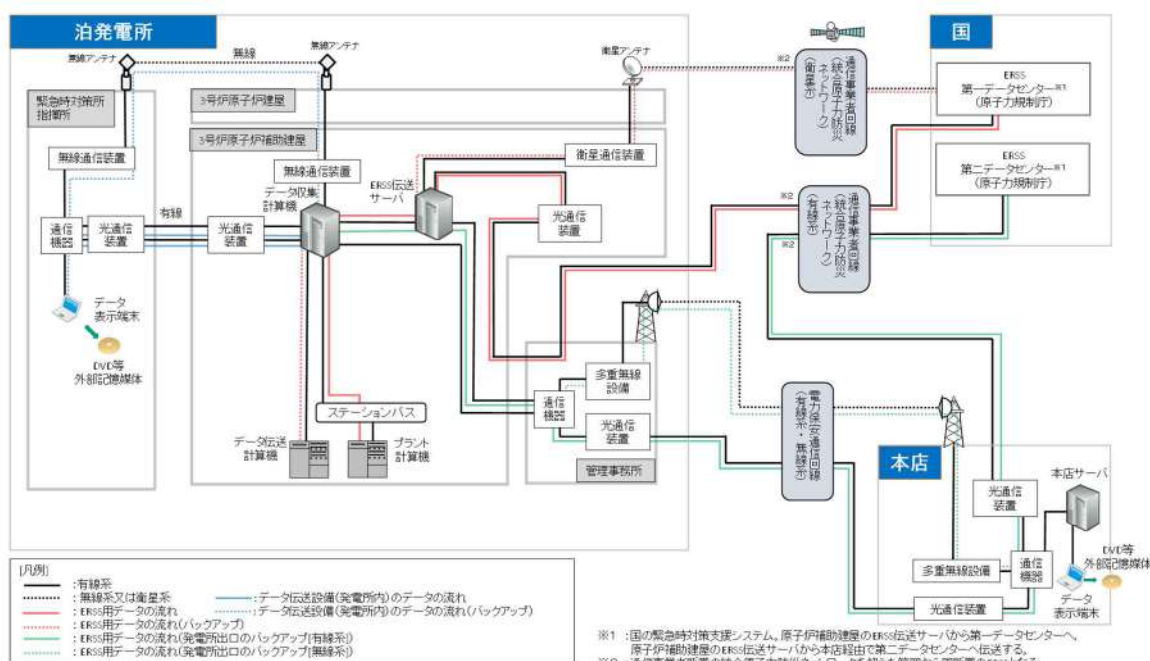 泊発電所
無線アンテナ
無線
無線アンテナ
衛星アンテナ
緊急時対策所
指揮所
3号炉原子炉建屋
3号炉原子炉補助建屋
無線通信装置
無線通信装置
衛星通信装置
データ収集
計算機
ERSS伝送
サーバ
有線
通信
機器
光通信
装置
光通信
装置
光通信
装置
データ
表示端末
DVD等
外部記憶媒体
ステーションバス
データ伝送
計算機
プラント
計算機
多重無線
設備
通信
機器
光通信
装置
管理事務所
※2
通信事業者回線
(統合原子力防災
ネットワーク)
(衛星系)
※2
通信事業者回線
(統合原子力防災
ネットワーク)
(有線系)
※2
電力保安通信回線
(有線系・無線系)
国
ERSS
第一データセンター※1
(原子力規制庁)
ERSS
第二データセンター※1
(原子力規制庁)
本店
光通信
装置
本店サーバ
多重無線設備
通信
機器
光通信装置
DVD等
外部記憶媒体
データ
表示端末
[凡例]
:有線系
:無線系又は衛星系
:データ伝送設備(発電所内)のデータの流れ
:ERSS用データの流れ
:データ伝送設備(発電所内)のデータの流れ(バックアップ)
:ERSS用データの流れ(バックアップ)
:ERSS用データの流れ(発電所出口のバックアップ[有線系])
:ERSS用データの流れ(発電所出口のバックアップ[無線系])
※1 :国の緊急時対策支援システム。原子炉補助建屋のERSS伝送サーバから第一データセンターへ、
原子炉補助建屋のERSS伝送サーバから本店経由で第二データセンターへ伝送する。